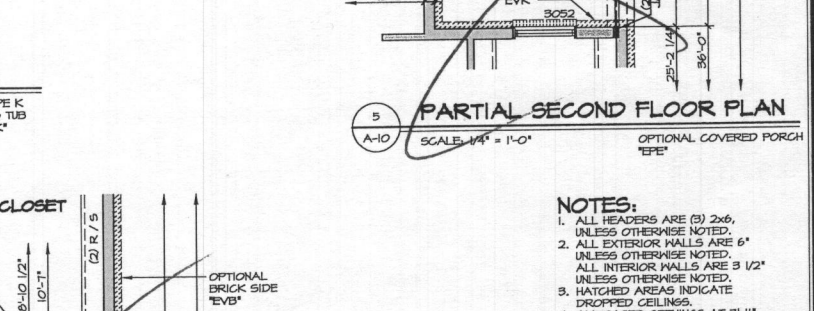 EVK
3052
25'-2 1/4"
36'-0"
PE K
TUB
5
A-10
PARTIAL SECOND FLOOR PLAN
SCALE: 1/4" = 1'-0"
OPTIONAL COVERED PORCH
"EPE"
CLOSET
(2) R / S
8'-10 1/2"
10'-7"
OPTIONAL
BRICK SIDE
"EVB"
NOTES:
1. ALL HEADERS ARE (3) 2x6,
UNLESS OTHERWISE NOTED.
2. ALL EXTERIOR WALLS ARE 6"
UNLESS OTHERWISE NOTED.
ALL INTERIOR WALLS ARE 3 1/2"
UNLESS OTHERWISE NOTED.
3. HATCHED AREAS INDICATE
DROPPED CEILINGS.